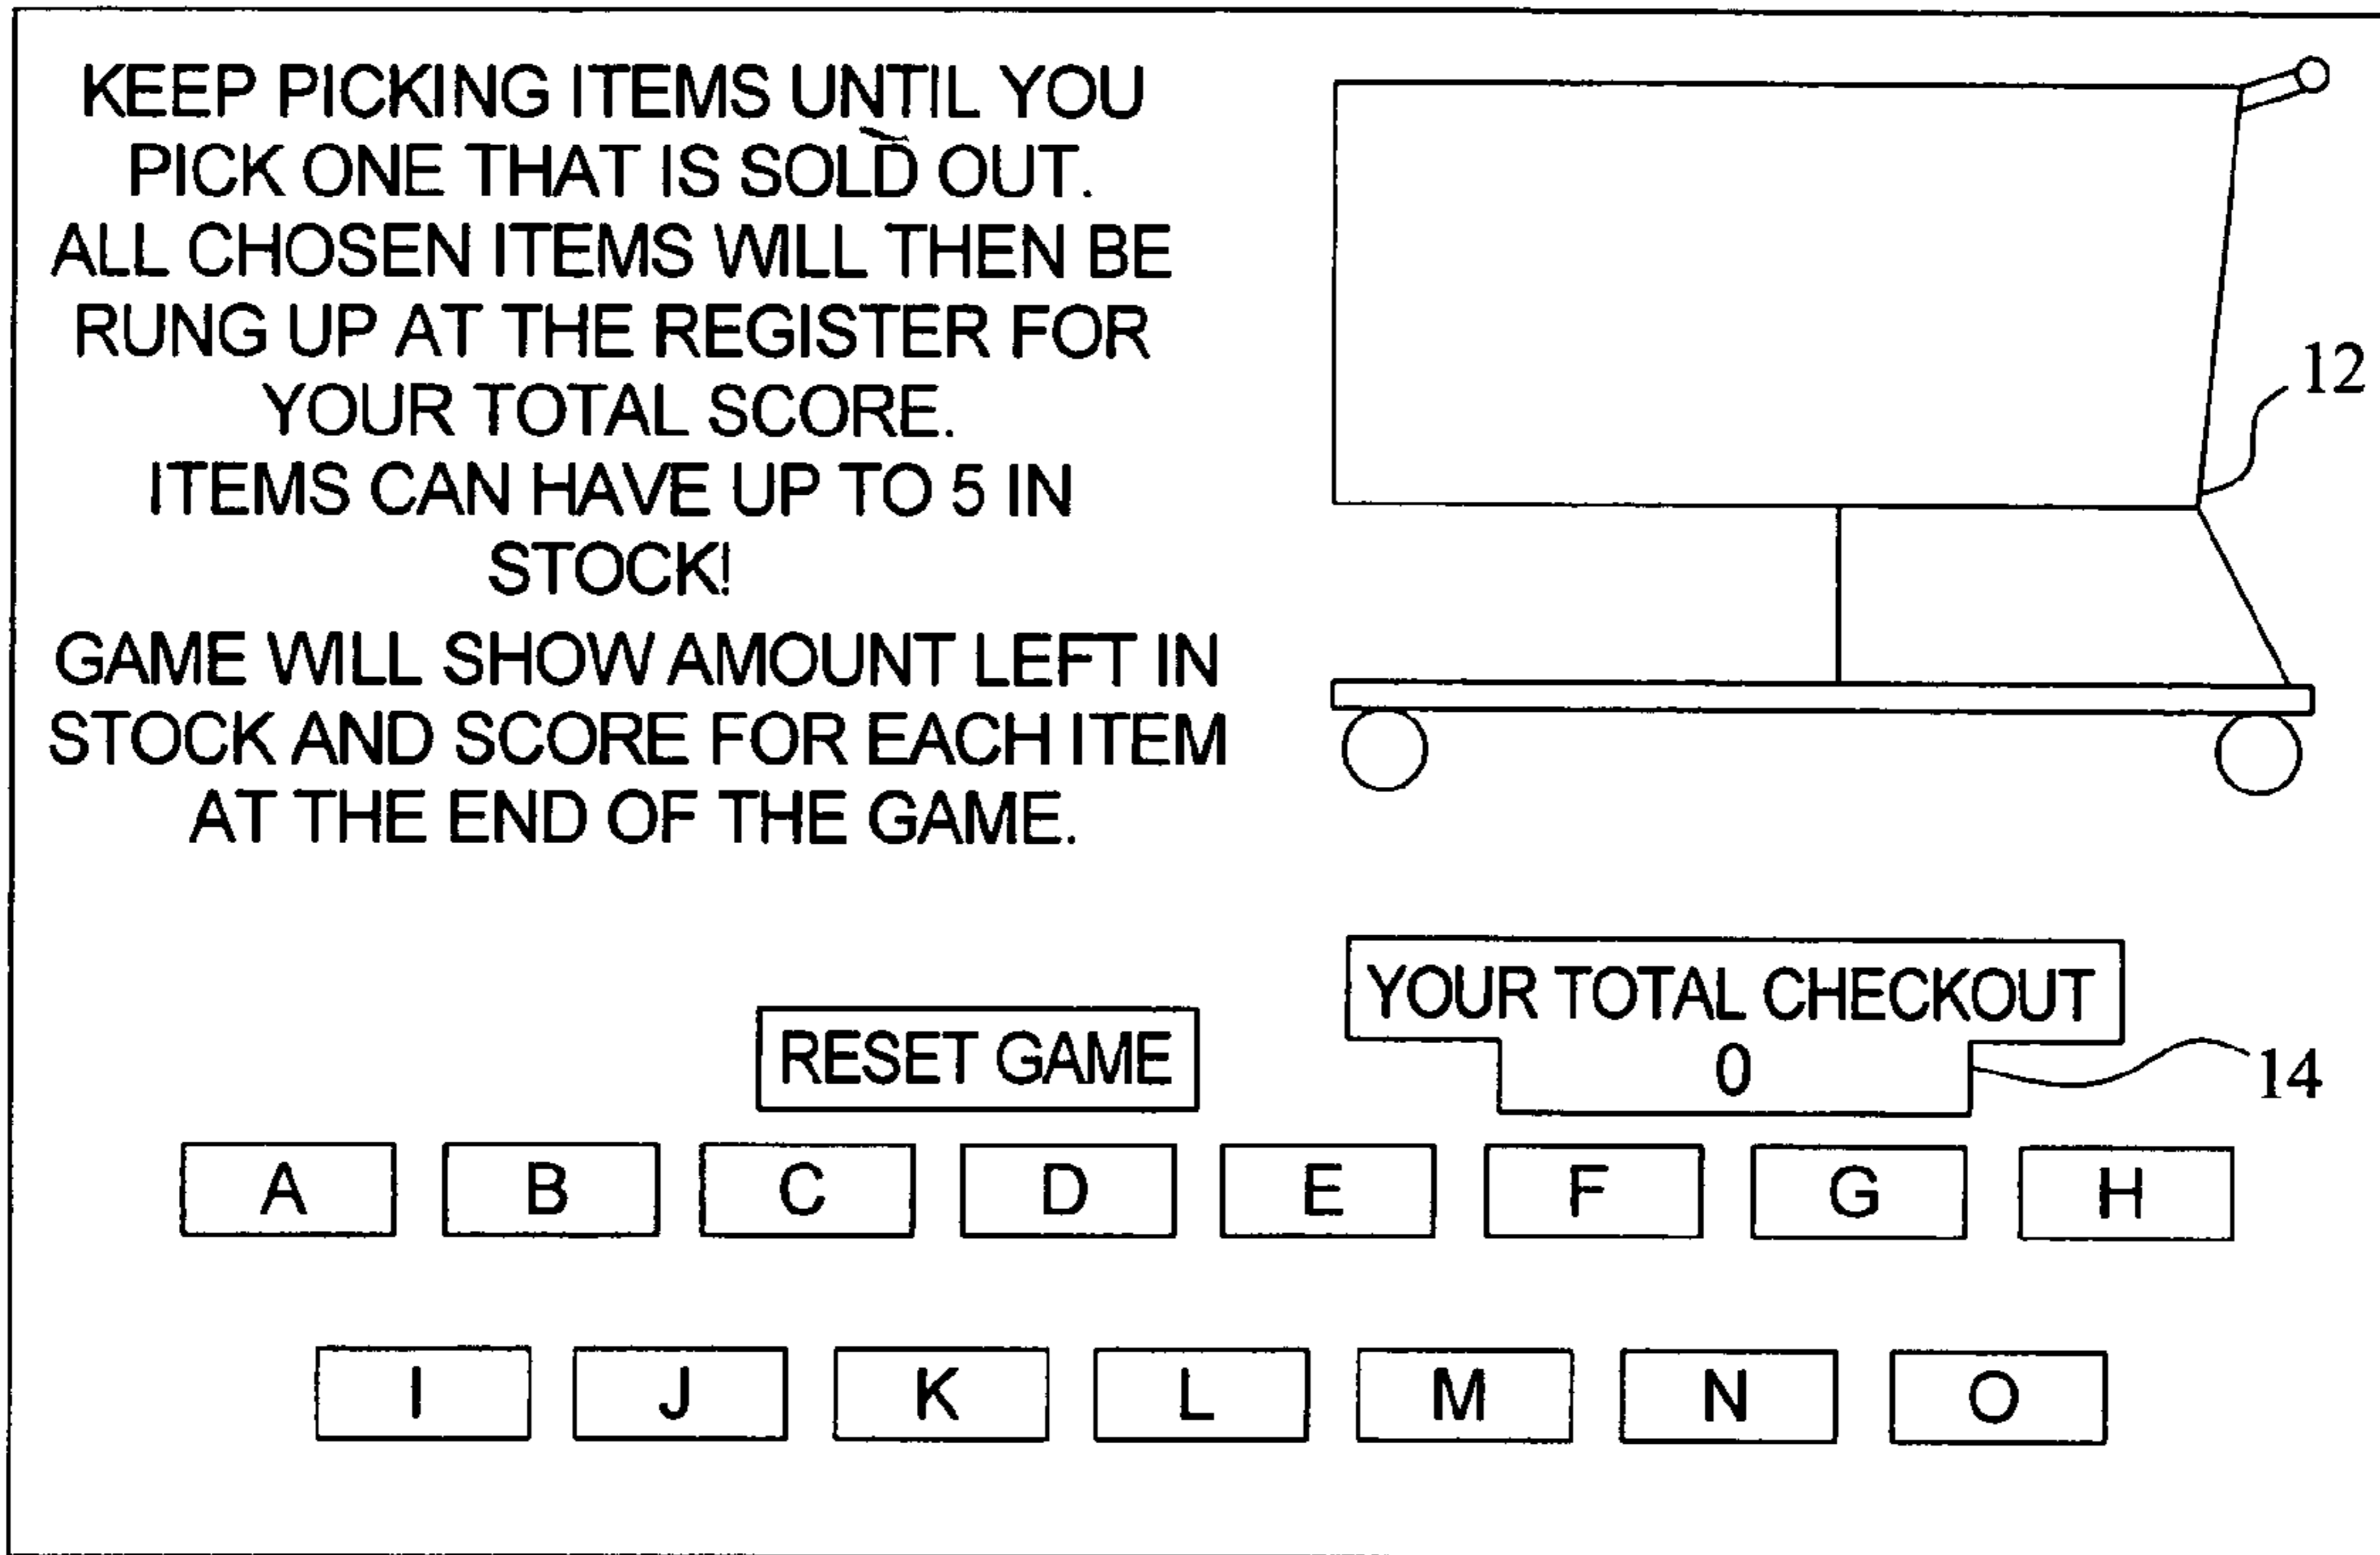 KEEP PICKING ITEMS UNTIL YOU
PICK ONE THAT IS SOLD OUT.
ALL CHOSEN ITEMS WILL THEN BE
RUNG UP AT THE REGISTER FOR
YOUR TOTAL SCORE.
ITEMS CAN HAVE UP TO 5 IN
STOCK!
GAME WILL SHOW AMOUNT LEFT IN
STOCK AND SCORE FOR EACH ITEM
AT THE END OF THE GAME.
12
YOUR TOTAL CHECKOUT
RESET GAME
0
14
A B C D E F G H
I J K L M N O